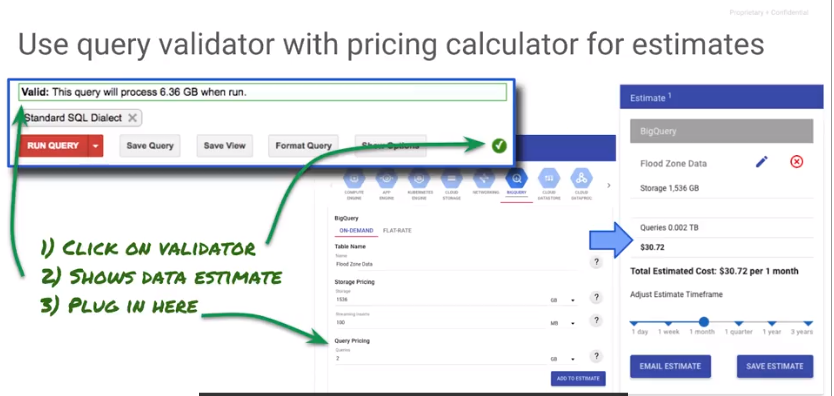 Proprietary + Confidential
Use query validator with pricing calculator for estimates
Valid: This query will process 6.36 GB when run.
Standard SQL Dialect
RUN QUERY
Save Query
Save View
Format Query
Show Options
1) Click on validator
2) Shows data estimate
3) Plug in here
COMPUTE ENGINE
APP ENGINE
KUBERNETES ENGINE
CLOUD STORAGE
NETWORKING
BIGQUERY
CLOUD DATASTORE
CLOUD DATAPROC
BigQuery
ON-DEMAND FLAT-RATE
Table Name
Name
Flood Zone Data
?
Storage Pricing
Storage
1536 GB ?
Streaming Inserts
100 MB ?
Query Pricing
Queries
2 GB ?
ADD TO ESTIMATE
Estimate 1
BigQuery
Flood Zone Data
Storage 1,536 GB
Queries 0.002 TB
$30.72
Total Estimated Cost: $30.72 per 1 month
Adjust Estimate Timeframe
1 day 1 week 1 month 1 quarter 1 year 3 years
EMAIL ESTIMATE
SAVE ESTIMATE